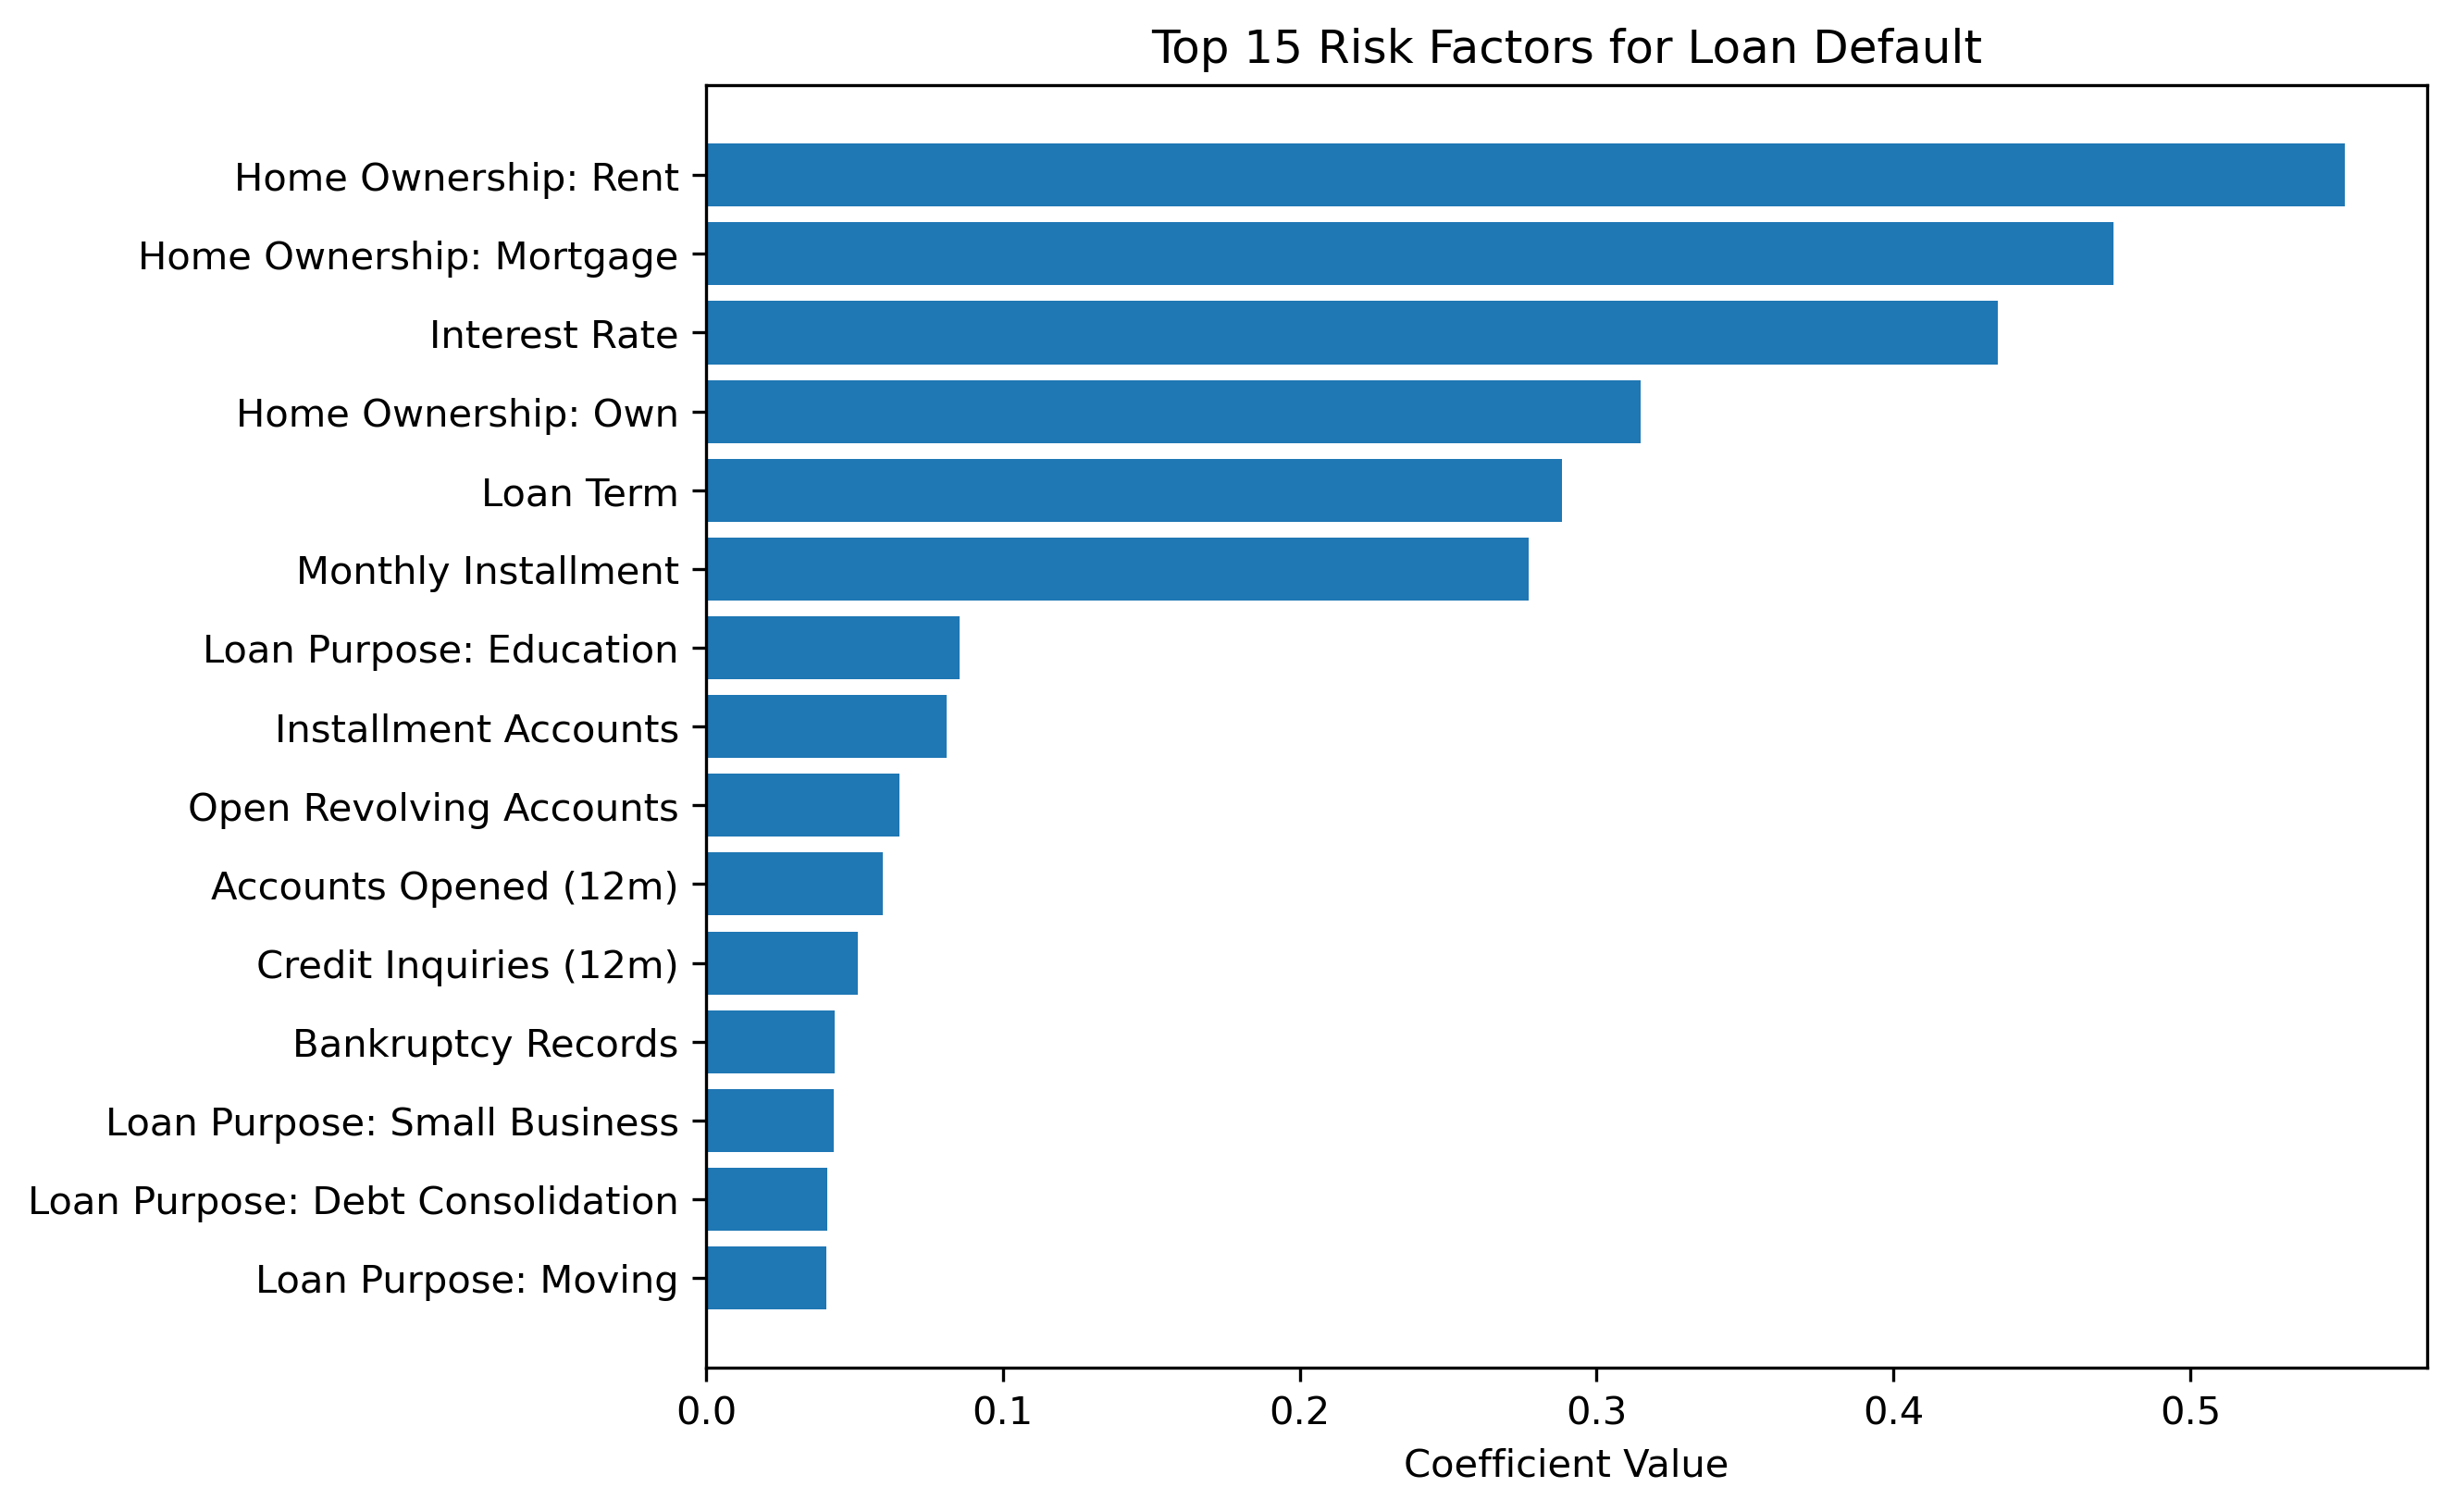 Top 15 Risk Factors for Loan Default
Home Ownership: Rent
Home Ownership: Mortgage
Interest Rate
Home Ownership: Own
Loan Term
Monthly Installment
Loan Purpose: Education
Installment Accounts
Open Revolving Accounts
Accounts Opened (12m)
Credit Inquiries (12m)
Bankruptcy Records
Loan Purpose: Small Business
Loan Purpose: Debt Consolidation
Loan Purpose: Moving
0.0 0.1 0.2 0.3 0.4 0.5
Coefficient Value